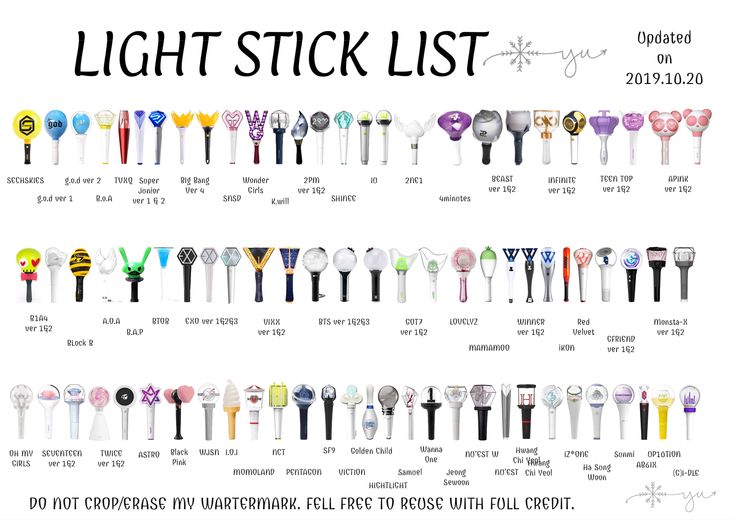 LIGHT STICK LIST
yu
Updated
on
2019.10.20
SECHSKIES
g.o.d ver 1
g.o.d ver 2
B.o.A
TVXQ
Super
Junior
ver 1 & 2
Big Bang
Ver 4
SNSD
Wonder
Girls
K.will
2PM
ver 1&2
SHINEE
IU
2NE1
4minutes
BEAST
ver 1&2
INFINITE
ver 1&2
TEEN TOP
ver 1&2
APINK
ver 1&2
B1A4
ver 1&2
Block B
A.O.A
B.A.P
BTOB
EXO ver 1&2&3
VIXX
ver 1&2
BTS ver 1&2&3
GOT7
ver 1&2
LOVELYZ
MAMAMOO
WINNER
ver 1&2
iKON
Red
Velvet
GFRIEND
ver 1&2
Monsta-X
ver 1&2
OH MY
GIRLS
SEVENTEEN
ver 1&2
TWICE
ver 1&2
ASTRO
Black
Pink
WJSN
I.O.I
MOMOLAND
NCT
PENTAGON
SF9
VICTION
Golden Child
HIGHTLIGHT
Samoel
Wanna
One
Jeong
Sewoon
NO'EST W
NO'EST
Hwang
Chi Yeol
Hwang
Chi Yeol
IZ*ONE
Ha Song
Woon
Sonmi
AB6IX
UP10TION
(G)I-DLE
DO NOT CROP/ERASE MY WARTERMARK. FELL FREE TO REUSE WITH FULL CREDIT.
yu